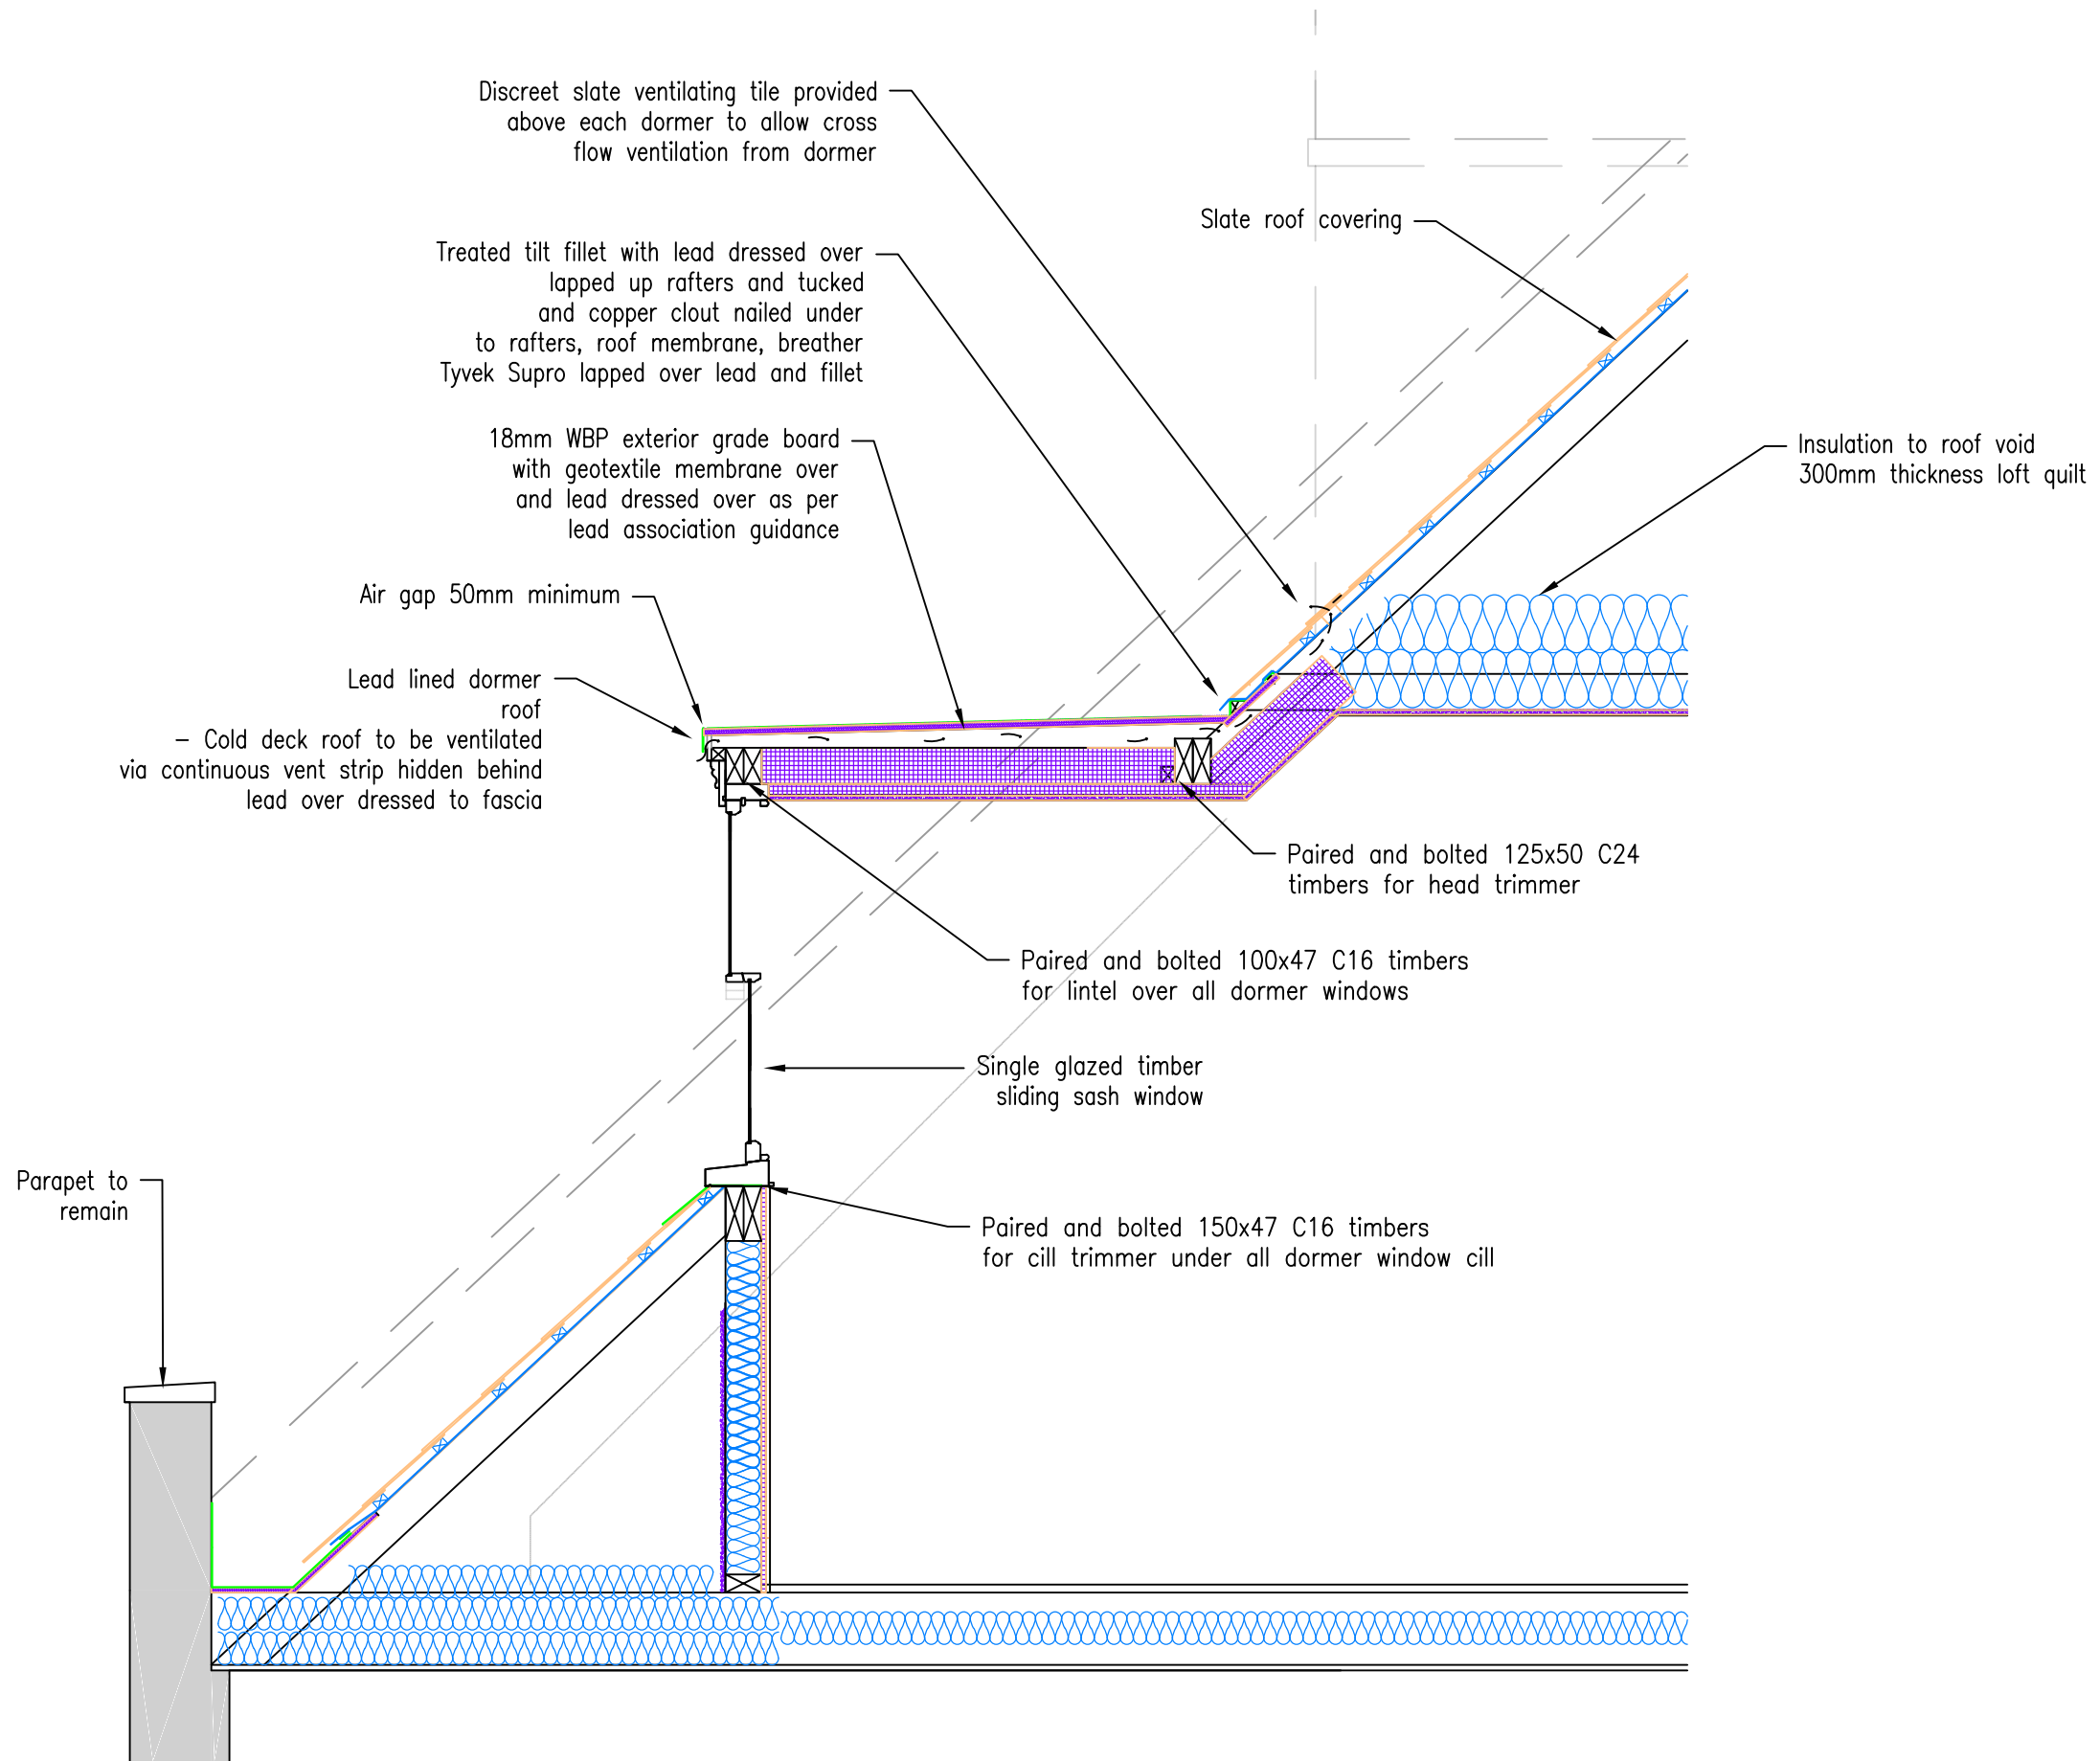 Discreet slate ventilating tile provided
above each dormer to allow cross
flow ventilation from dormer
Slate roof covering
Treated tilt fillet with lead dressed over
lapped up rafters and tucked
and copper clout nailed under
to rafters, roof membrane, breather
Tyvek Supro lapped over lead and fillet
18mm WBP exterior grade board
with geotextile membrane over
and lead dressed over as per
lead association guidance
Insulation to roof void
300mm thickness loft quilt
Air gap 50mm minimum
Lead lined dormer
roof
– Cold deck roof to be ventilated
via continuous vent strip hidden behind
lead over dressed to fascia
Paired and bolted 125x50 C24
timbers for head trimmer
Paired and bolted 100x47 C16 timbers
for lintel over all dormer windows
Single glazed timber
sliding sash window
Parapet to
remain
Paired and bolted 150x47 C16 timbers
for cill trimmer under all dormer window cill